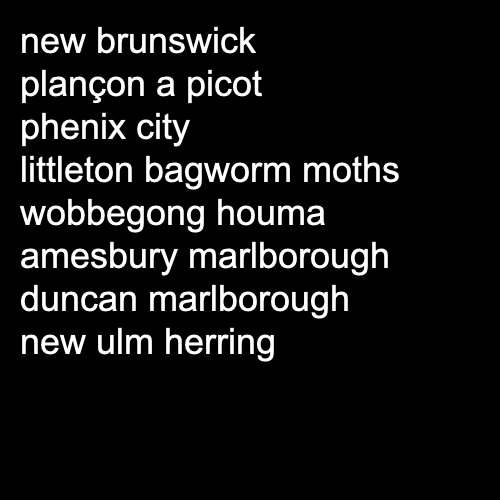 new brunswick
plançon a picot
phenix city
littleton bagworm moths
wobbegong houma
amesbury marlborough
duncan marlborough
new ulm herring